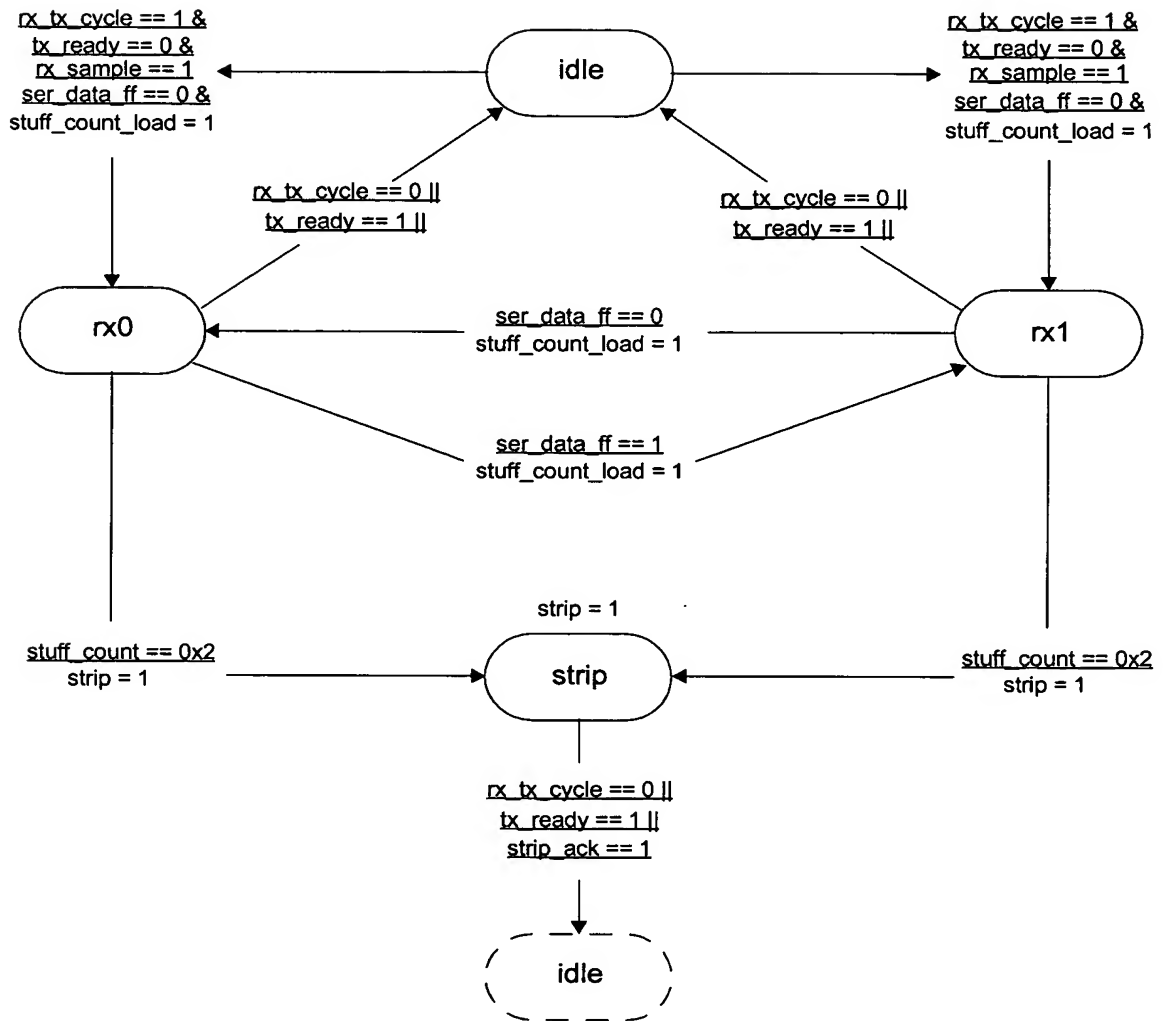 rx_tx_cycle == 1 &
tx_ready == 0 &
rx_sample == 1
ser_data_ff == 0 &
stuff_count_load = 1
idle
rx_tx_cycle == 1 &
tx_ready == 0 &
rx_sample == 1
ser_data_ff == 0 &
stuff_count_load = 1
rx_tx_cycle == 0 ||
tx_ready == 1 ||
rx_tx_cycle == 0 ||
tx_ready == 1 ||
rx0
ser_data_ff == 0
stuff_count_load = 1
rx1
ser_data_ff == 1
stuff_count_load = 1
stuff_count == 0x2
strip = 1
strip = 1
strip
stuff_count == 0x2
strip = 1
rx_tx_cycle == 0 ||
tx_ready == 1 ||
strip_ack == 1
idle